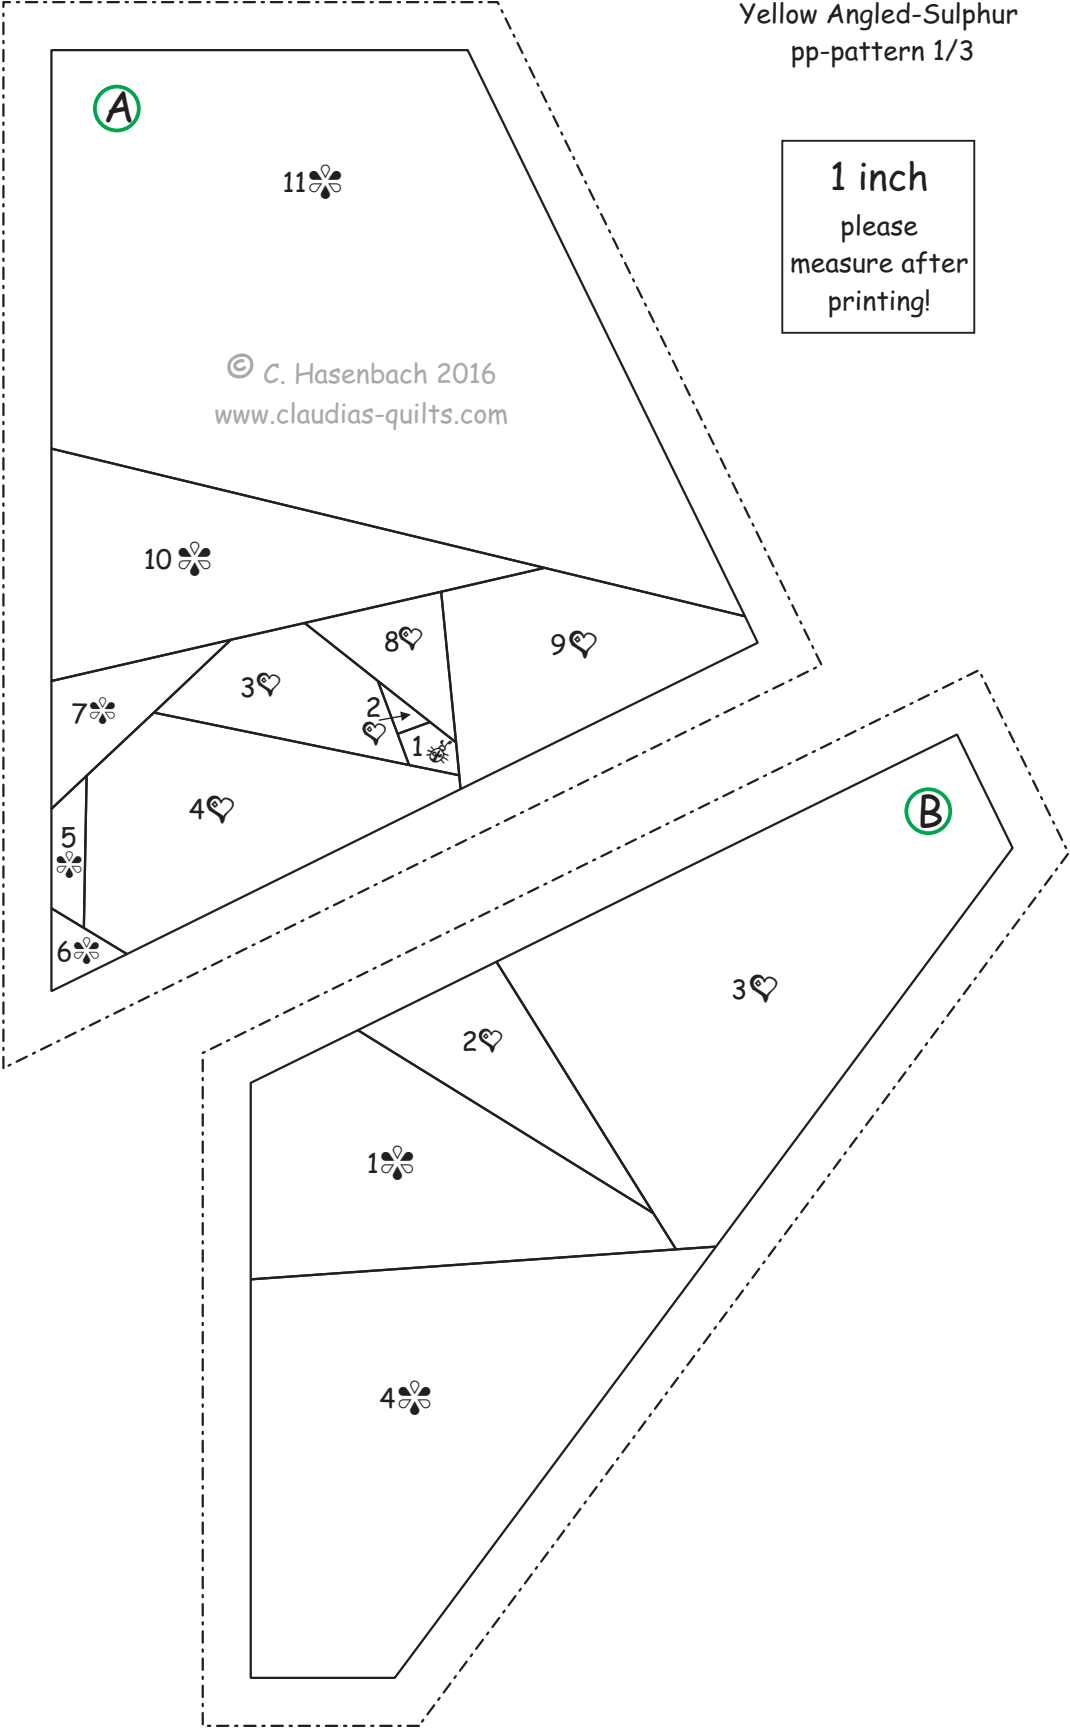 Yellow Angled-Sulphur
pp-pattern 1/3
1 inch
please
measure after
printing!
A
11
© C. Hasenbach 2016
www.claudias-quilts.com
10
8
9
3
7
2
1
4
5
6
B
3
2
1
4